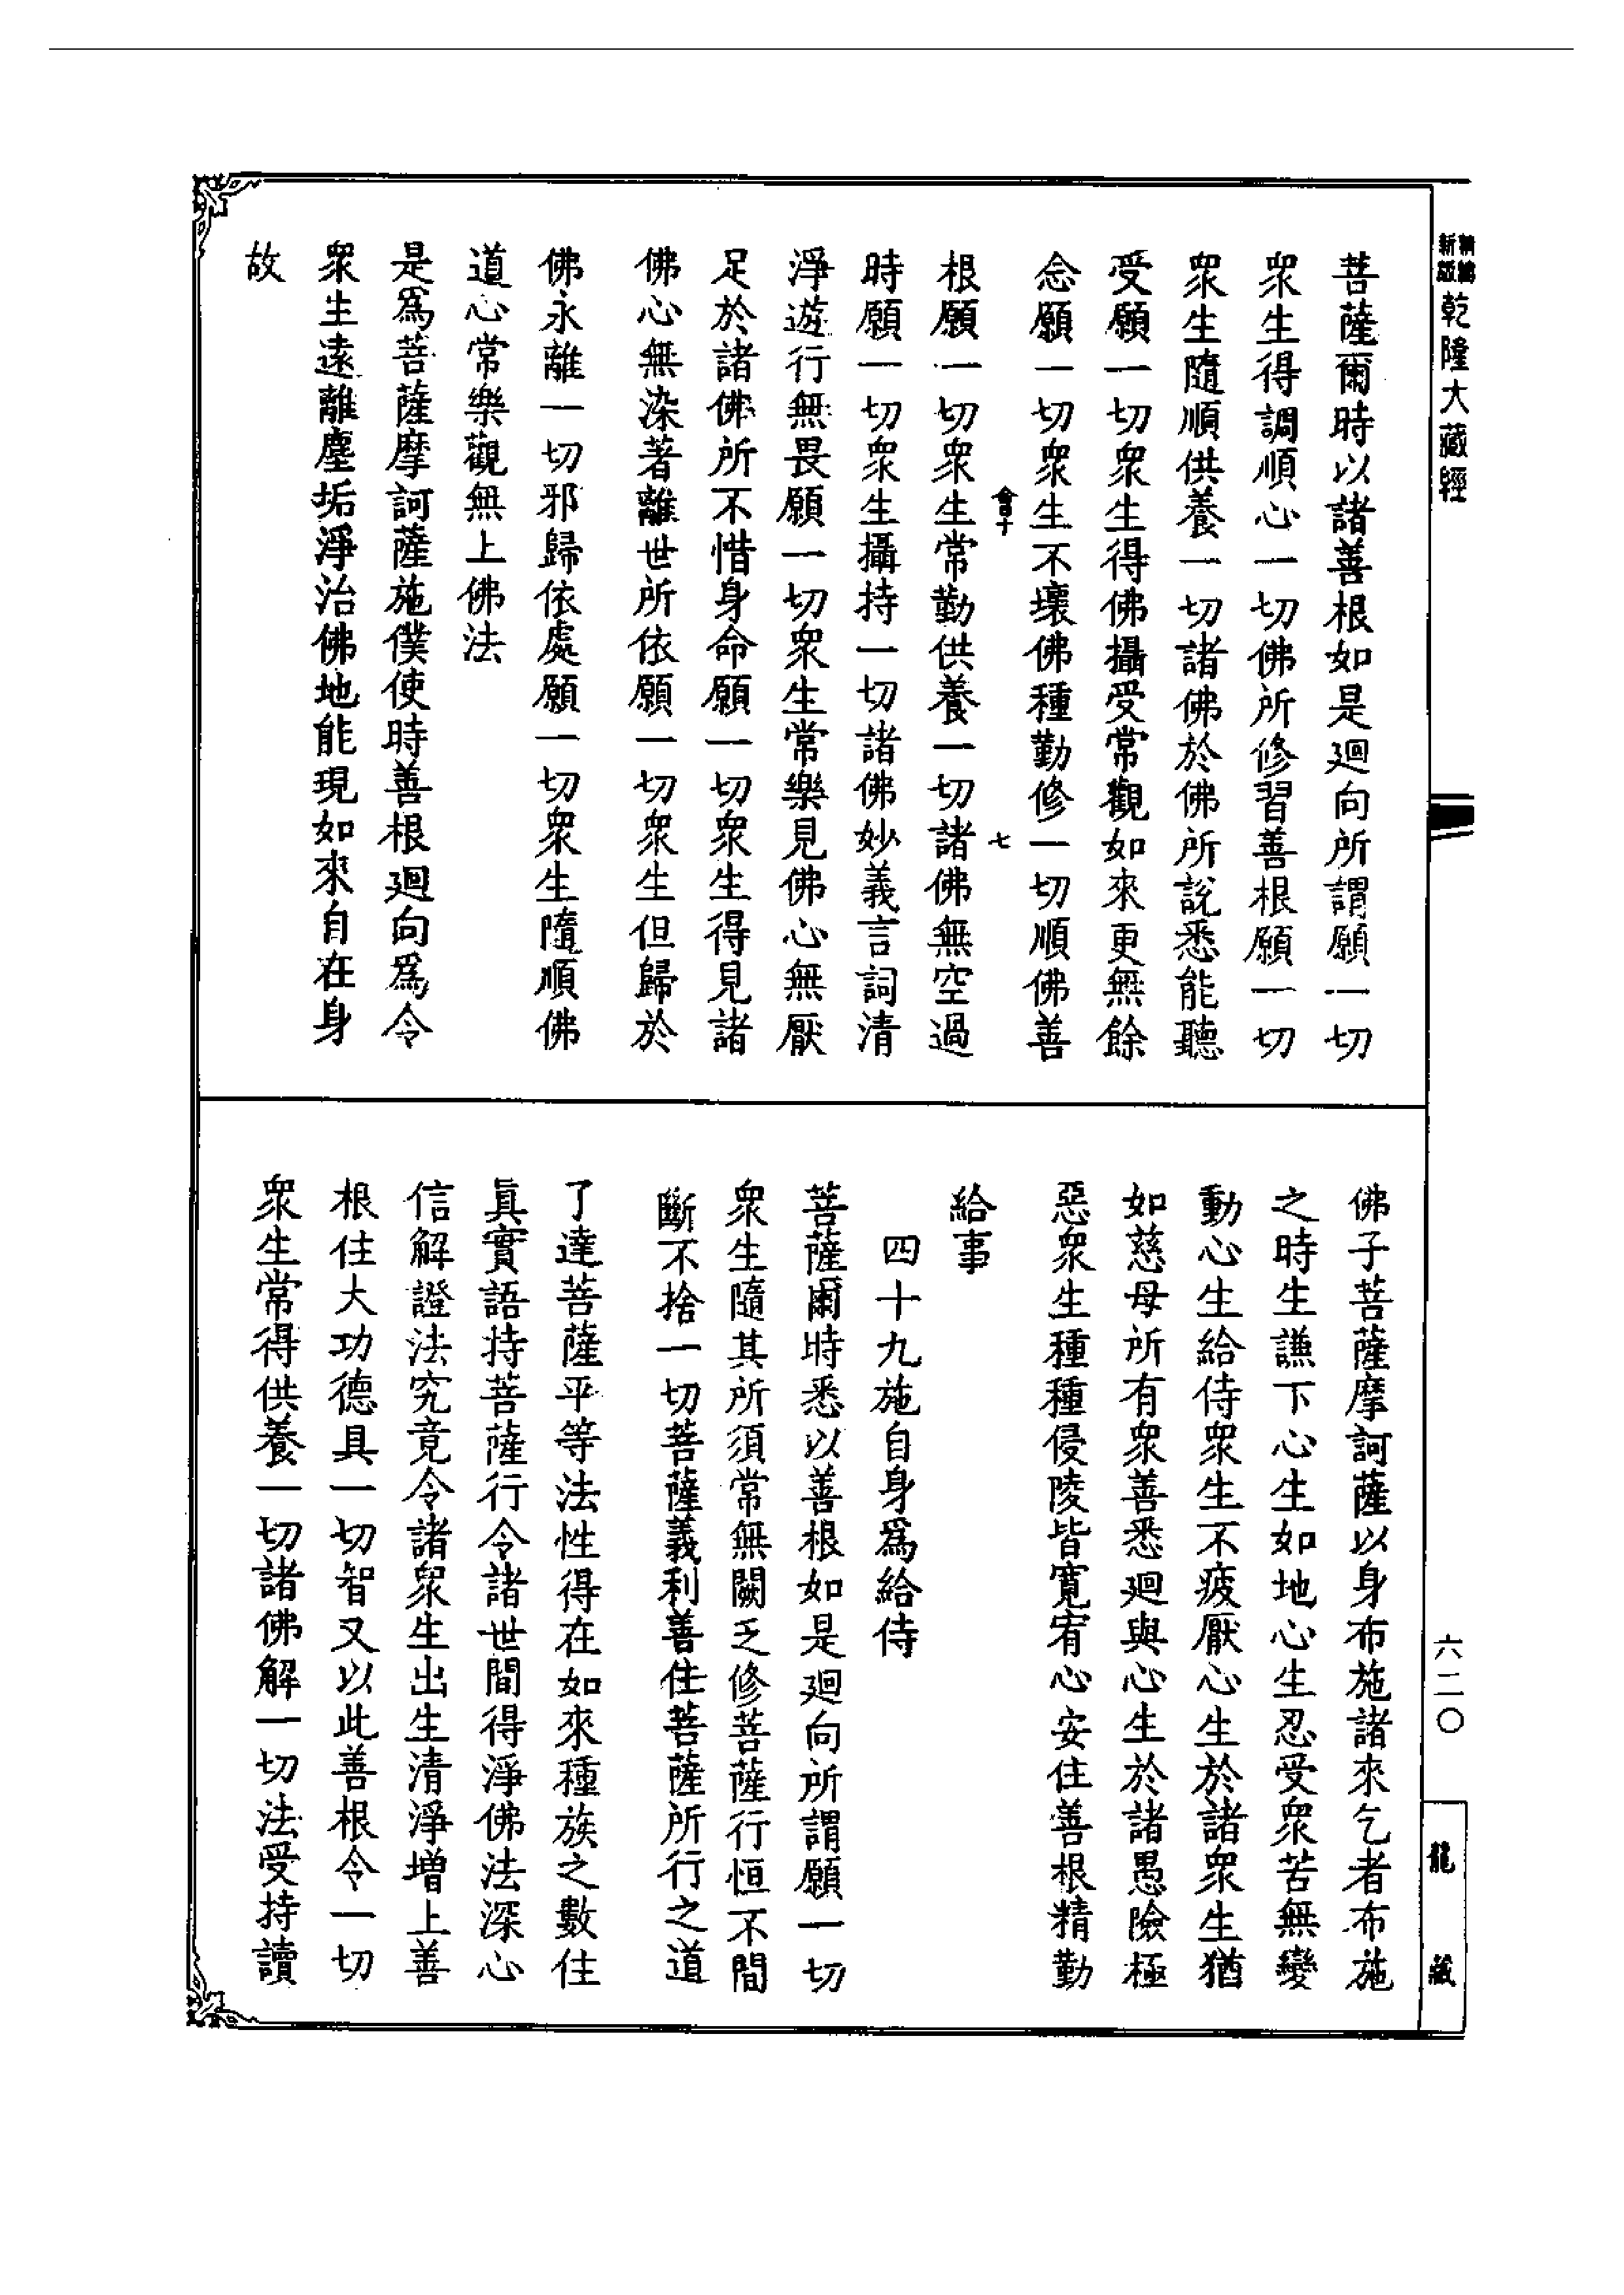 新編
新版
乾隆大藏經
菩薩爾時以諸善根如是廻向所謂願一切
衆生得調順心一切佛所修習善根願一切
衆生隨順供養一切諸佛於佛所說悉能聽
受願一切衆生得佛攝受常觀如來更無餘
念願一切衆生不壞佛種勤修一切順佛善
會十 七
根願一切衆生常勤供養一切諸佛無空過
時願一切衆生攝持一切諸佛妙義言詞清
淨遊行無畏願一切衆生常樂見佛心無厭
足於諸佛所不惜身命願一切衆生得見諸
佛心無染著離世所依願一切衆生但歸於
佛永離一切邪歸依處願一切衆生隨順佛
道心常樂觀無上佛法
是爲菩薩摩訶薩施僕使時善根廻向爲令
衆生遠離塵垢淨治佛地能現如來自在身
故
佛子菩薩摩訶薩以身布施諸來乞者布施
之時生謙下心生如地心生忍受衆苦無變
動心生給侍衆生不疲厭心生於諸衆生猶
如慈母所有衆善悉廻與心生於諸愚險極
惡衆生種種侵陵皆寬宥心安住善根精勤
給事
四十九施自身爲給侍
菩薩爾時悉以善根如是廻向所謂願一切
衆生隨其所須常無闕乏修菩薩行恒不間
斷不捨一切菩薩義利善住菩薩所行之道
了達菩薩平等法性得在如來種族之數住
眞實語持菩薩行令諸世間得淨佛法深心
信解證法究竟令諸衆生出生清淨增上善
根住大功德具一切智又以此善根令一切
衆生常得供養一切諸佛解一切法受持讀
六二〇
龍藏